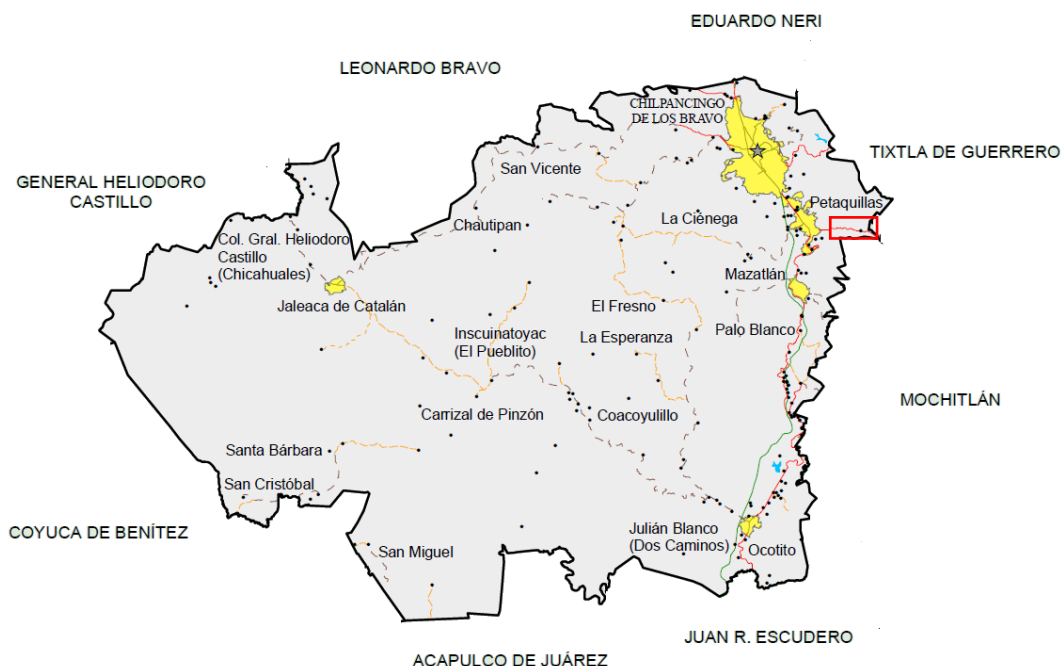 EDUARDO NERI
LEONARDO BRAVO
CHILPANCINGO
DE LOS BRAVO
TIXTLA DE GUERRERO
San Vicente
GENERAL HELIODORO
CASTILLO
Petaquillas
La Ciènega
Chautipan
Col. Gral. Heliodoro
Castillo
(Chicahuales)
Mazatlán
Jaleaca de Catalán
El Fresno
Inscuinatoyac
(El Pueblito)
La Esperanza
Palo Blanco
MOCHITLÁN
Carrizal de Pinzón
Coacoyulillo
Santa Bárbara
San Cristóbal
COYUCA DE BENÍTEZ
Julián Blanco
(Dos Caminos)
San Miguel
Ocotito
JUAN R. ESCUDERO
ACAPULCO DE JUÁREZ